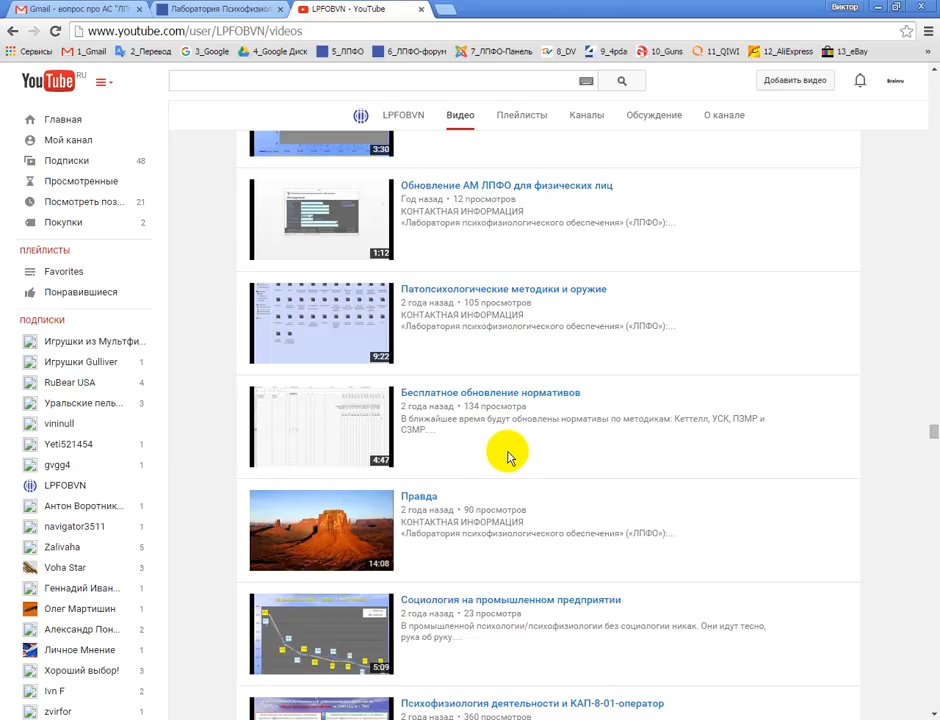 Gmail - вопрос про АС "ЛП
Лаборатория Психофизиол
LPFOBVN - YouTube
Виктор
www.youtube.com/user/LPFOBVN/videos
Сервисы
1_Gmail
2_Перевод
3_Google
4_Google Диск
5_ЛПФО
6_ЛПФО-форум
7_ЛПФО-Панель
8_DV
9_4pda
10_Guns
11_QIWI
12_AliExpress
13_eBay
»
YouTube RU
Добавить видео
Brainru
LPFOBVN
Видео
Плейлисты
Каналы
Обсуждение
О канале
Главная
Мой канал
Подписки 48
Просмотренные
Посмотреть поз... 21
Покупки 2
ПЛЕЙЛИСТЫ
Favorites
Понравившиеся
ПОДПИСКИ
Игрушки из Мультфи...
Игрушки Gulliver 1
RuBear USA 4
Уральские пель... 3
vininull
Yeti521454 1
gvgg4 1
LPFOBVN
Антон Воротник... 1
navigator3511 1
Zalivaha 5
Voha Star 3
Геннадий Иван... 1
Олег Мартишин 1
Александр Пон... 2
Личное Мнение 1
Хороший выбор! 3
Ivn F 2
zvirfor 1
3:30
Обновление АМ ЛПФО для физических лиц
Год назад • 12 просмотров
КОНТАКТНАЯ ИНФОРМАЦИЯ
«Лаборатория психофизиологического обеспечения» («ЛПФО»):...
1:12
Патопсихологические методики и оружие
2 года назад • 105 просмотров
КОНТАКТНАЯ ИНФОРМАЦИЯ
«Лаборатория психофизиологического обеспечения» («ЛПФО»):...
9:22
Бесплатное обновление нормативов
2 года назад • 134 просмотра
В ближайшее время будут обновлены нормативы по методикам: Кеттелл, УСК, ПЗМР и
СЗМР....
4:47
Правда
2 года назад • 90 просмотров
КОНТАКТНАЯ ИНФОРМАЦИЯ
«Лаборатория психофизиологического обеспечения» («ЛПФО»):...
14:08
Социология на промышленном предприятии
2 года назад • 23 просмотра
В промышленной психологии/психофизиологии без социологии никак. Они идут тесно,
рука об руку....
5:09
Психофизиология деятельности и КАП-8-01-оператор
2 года назад • 360 просмотров